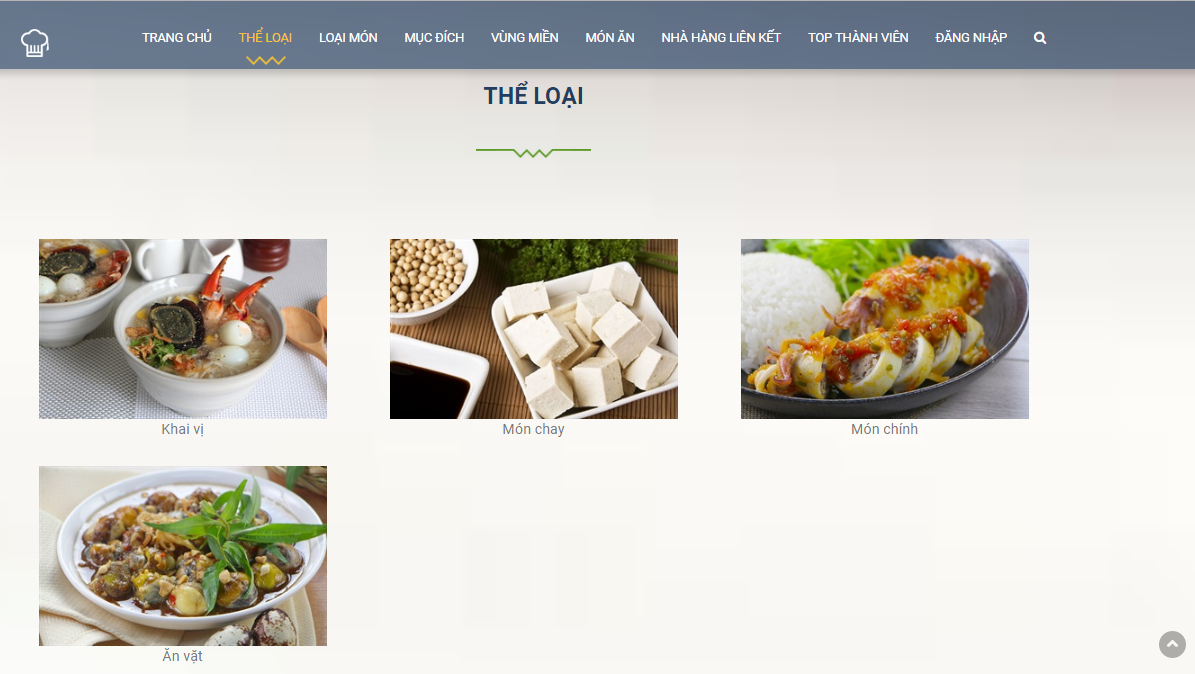 TRANG CHỦ THỂ LOẠI LOẠI MÓN MỤC ĐÍCH VÙNG MIỀN MÓN ĂN NHÀ HÀNG LIÊN KẾT TOP THÀNH VIÊN ĐĂNG NHẬP
THỂ LOẠI
Khai vị Món chay Món chính
Ăn vặt